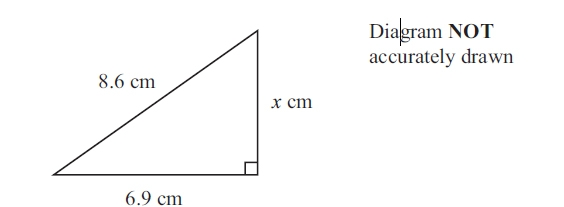 Diagram NOT
accurately drawn
8.6 cm
x cm
6.9 cm